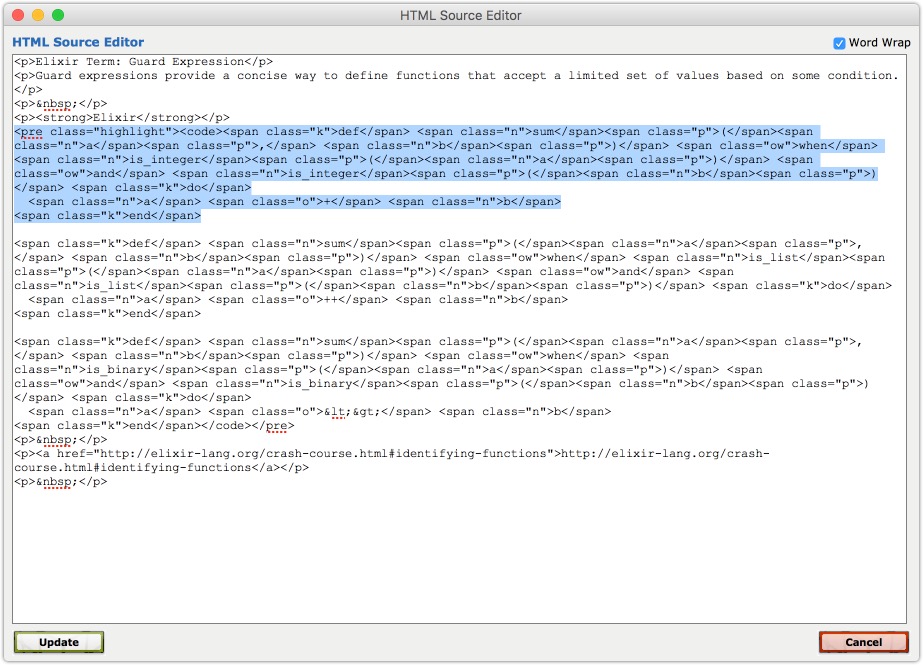 HTML Source Editor
HTML Source Editor
Word Wrap
<p>Elixir Term: Guard Expression</p>
<p>Guard expressions provide a concise way to define functions that accept a limited set of values based on some condition.
</p>
<p>&nbsp;</p>
<p><strong>Elixir</strong></p>
<pre class="highlight"><code><span class="k">def</span> <span class="n">sum</span><span class="p">(</span><span
class="n">a</span><span class="p">,</span> <span class="n">b</span><span class="p">)</span> <span class="ow">when</span>
<span class="n">is_integer</span><span class="p">(</span><span class="n">a</span><span class="p">)</span> <span
class="ow">and</span> <span class="n">is_integer</span><span class="p">(</span><span class="n">b</span><span class="p">)
</span> <span class="k">do</span>
  <span class="n">a</span> <span class="o">+</span> <span class="n">b</span>
<span class="k">end</span>
<span class="k">def</span> <span class="n">sum</span><span class="p">(</span><span class="n">a</span><span class="p">,
</span> <span class="n">b</span><span class="p">)</span> <span class="ow">when</span> <span class="n">is_list</span><span
class="p">(</span><span class="n">a</span><span class="p">)</span> <span class="ow">and</span> <span
class="n">is_list</span><span class="p">(</span><span class="n">b</span><span class="p">)</span> <span class="k">do</span>
  <span class="n">a</span> <span class="o">++</span> <span class="n">b</span>
<span class="k">end</span>
<span class="k">def</span> <span class="n">sum</span><span class="p">(</span><span class="n">a</span><span class="p">,
</span> <span class="n">b</span><span class="p">)</span> <span class="ow">when</span> <span
class="n">is_binary</span><span class="p">(</span><span class="n">a</span><span class="p">)</span> <span
class="ow">and</span> <span class="n">is_binary</span><span class="p">(</span><span class="n">b</span><span class="p">)
</span> <span class="k">do</span>
  <span class="n">a</span> <span class="o">&lt;&gt;</span> <span class="n">b</span>
<span class="k">end</span></code></pre>
<p>&nbsp;</p>
<p><a href="http://elixir-lang.org/crash-course.html#identifying-functions">http://elixir-lang.org/crash-
course.html#identifying-functions</a></p>
<p>&nbsp;</p>
Update
Cancel